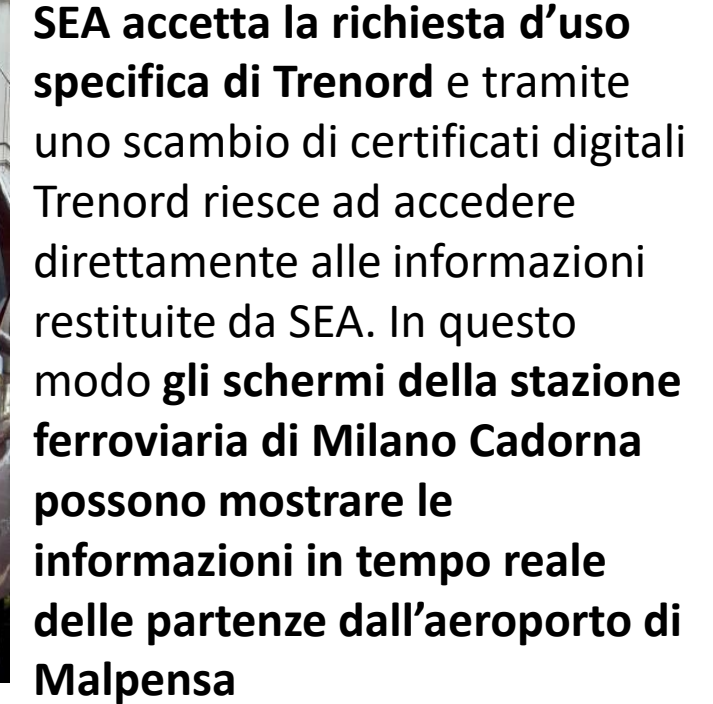 SEA accetta la richiesta d’uso
specifica di Trenord e tramite
uno scambio di certificati digitali
Trenord riesce ad accedere
direttamente alle informazioni
restituite da SEA. In questo
modo gli schermi della stazione
ferroviaria di Milano Cadorna
possono mostrare le
informazioni in tempo reale
delle partenze dall’aeroporto di
Malpensa